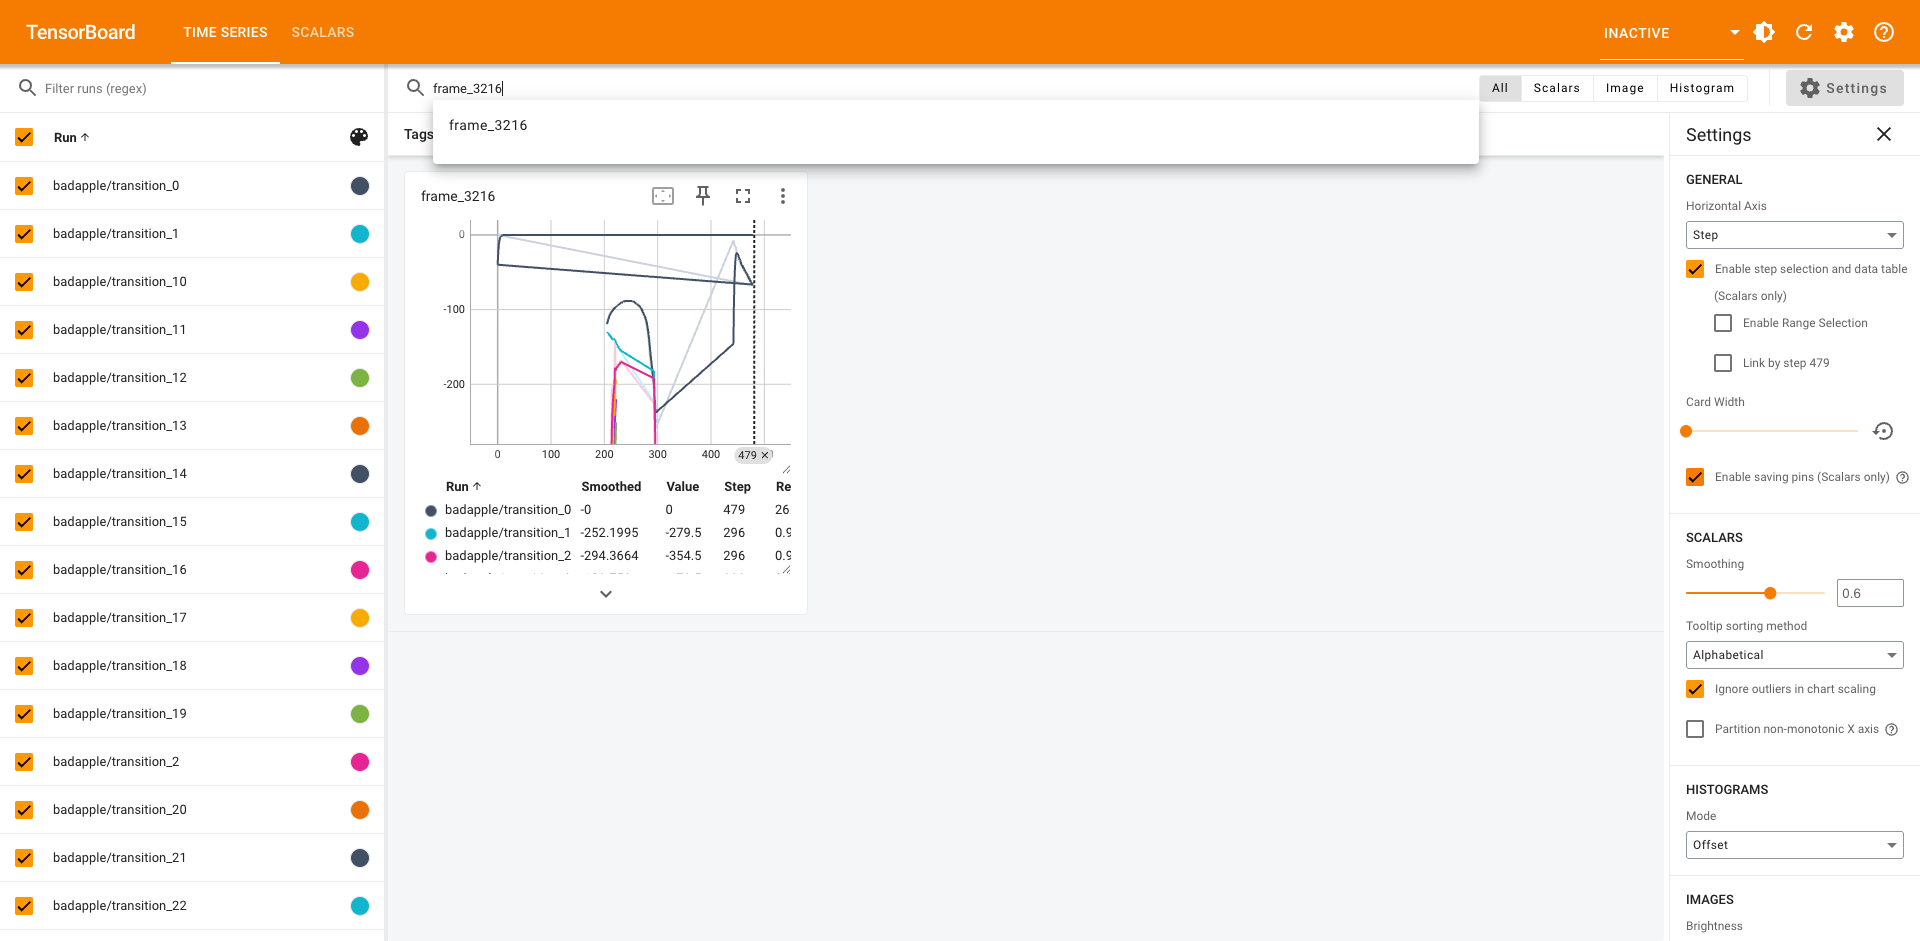 TensorBoard
TIME SERIES
SCALARS
INACTIVE
Filter runs (regex)
frame_3216
All
Scalars
Image
Histogram
Settings
frame_3216
Run
Tags
Settings
badapple/transition_0
badapple/transition_1
badapple/transition_10
badapple/transition_11
badapple/transition_12
badapple/transition_13
badapple/transition_14
badapple/transition_15
badapple/transition_16
badapple/transition_17
badapple/transition_18
badapple/transition_19
badapple/transition_2
badapple/transition_20
badapple/transition_21
badapple/transition_22
frame_3216
0
-100
-200
0 100 200 300 400 479
Run Smoothed Value Step Re
badapple/transition_0 -0 0 479 26.
badapple/transition_1 -252.1995 -279.5 296 0.9
badapple/transition_2 -294.3664 -354.5 296 0.9
GENERAL
Horizontal Axis
Step
Enable step selection and data table
(Scalars only)
Enable Range Selection
Link by step 479
Card Width
Enable saving pins (Scalars only)
SCALARS
Smoothing
0.6
Tooltip sorting method
Alphabetical
Ignore outliers in chart scaling
Partition non-monotonic X axis
HISTOGRAMS
Mode
Offset
IMAGES
Brightness